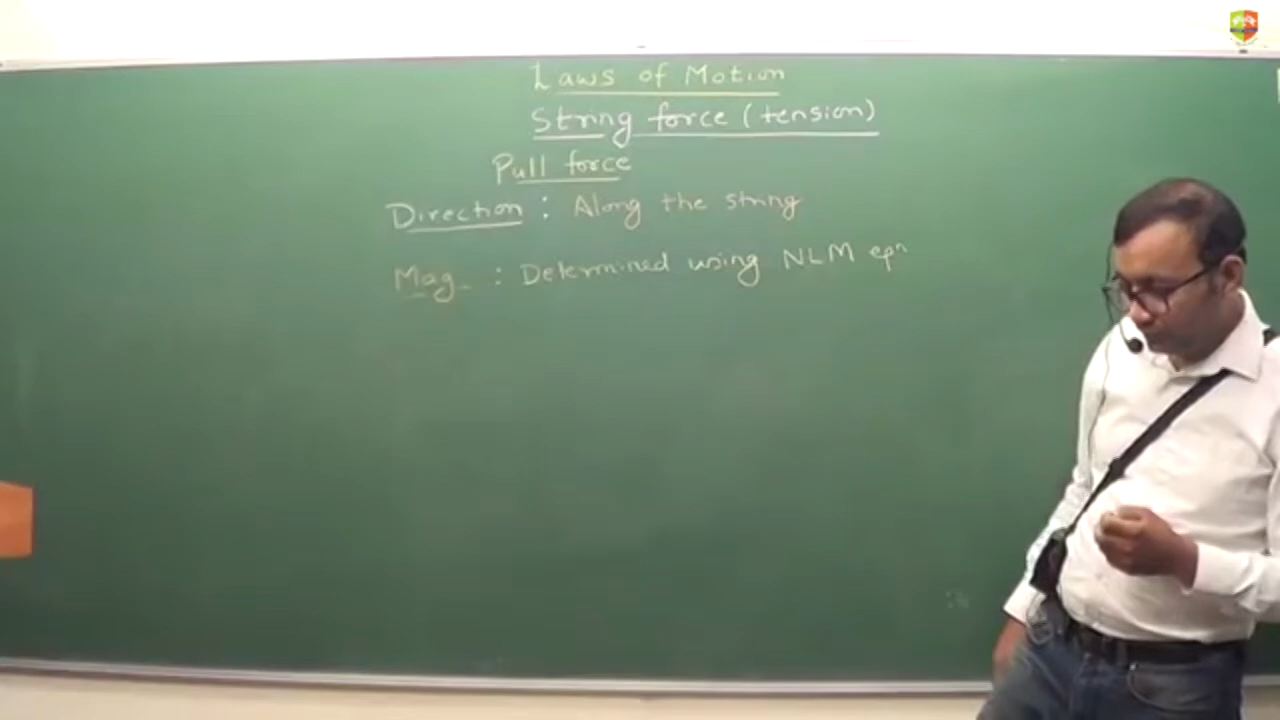 Laws of Motion
String force (tension)
Pull force
Direction : Along the string
Mag. : Determined using NLM eqⁿ